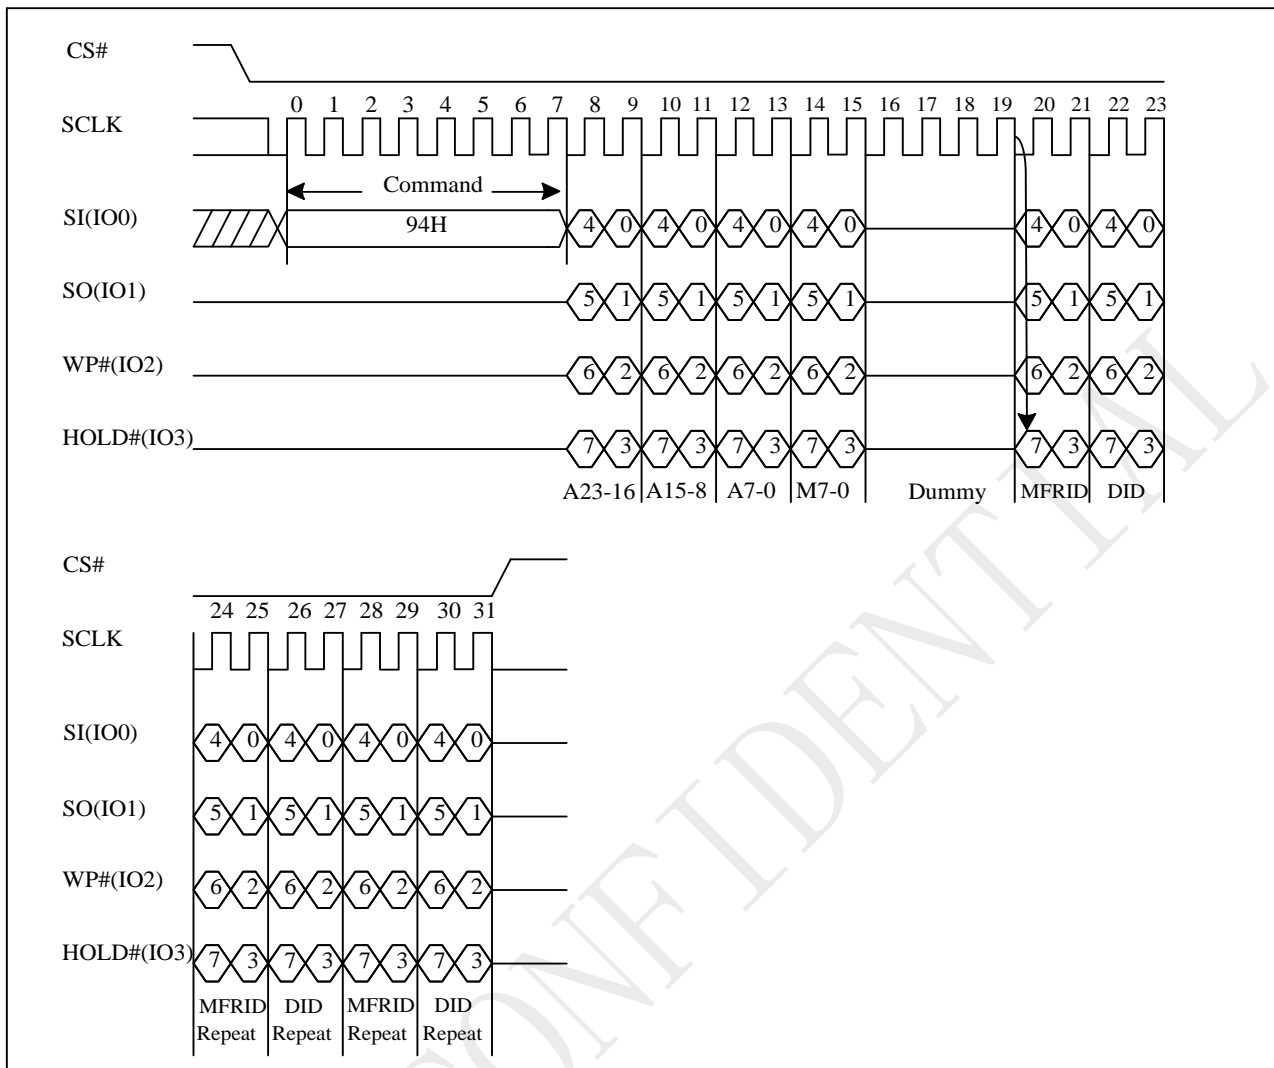 CS#
0 1 2 3 4 5 6 7 8 9 10 11 12 13 14 15 16 17 18 19 20 21 22 23
SCLK
Command
SI(IO0) 94H 4 0 4 0 4 0 4 0 4 0 4 0
SO(IO1) 5 1 5 1 5 1 5 1 5 1 5 1
WP#(IO2) 6 2 6 2 6 2 6 2 6 2 6 2
HOLD#(IO3) 7 3 7 3 7 3 7 3 7 3 7 3
A23-16 A15-8 A7-0 M7-0 Dummy MFRID DID
CS#
24 25 26 27 28 29 30 31
SCLK
SI(IO0) 4 0 4 0 4 0 4 0
SO(IO1) 5 1 5 1 5 1 5 1
WP#(IO2) 6 2 6 2 6 2 6 2
HOLD#(IO3) 7 3 7 3 7 3 7 3
MFRID DID MFRID DID
Repeat Repeat Repeat Repeat
CONFIDENTIAL